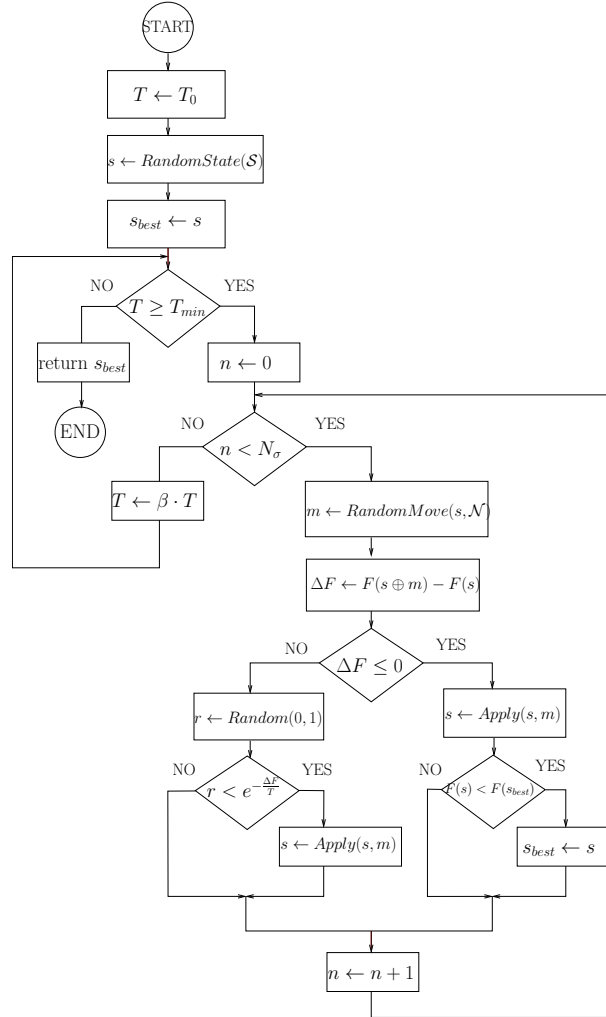 START
T ← T₀
s ← RandomState(𝒮)
s_best ← s
NO
YES
T ≥ T_min
return s_best
n ← 0
END
NO
YES
n < N_σ
T ← β · T
m ← RandomMove(s, 𝒩)
ΔF ← F(s ⊕ m) − F(s)
NO
YES
ΔF ≤ 0
r ← Random(0, 1)
s ← Apply(s, m)
NO
YES
r < e^{−ΔF/T}
NO
YES
F(s) < F(s_best)
s ← Apply(s, m)
s_best ← s
n ← n + 1